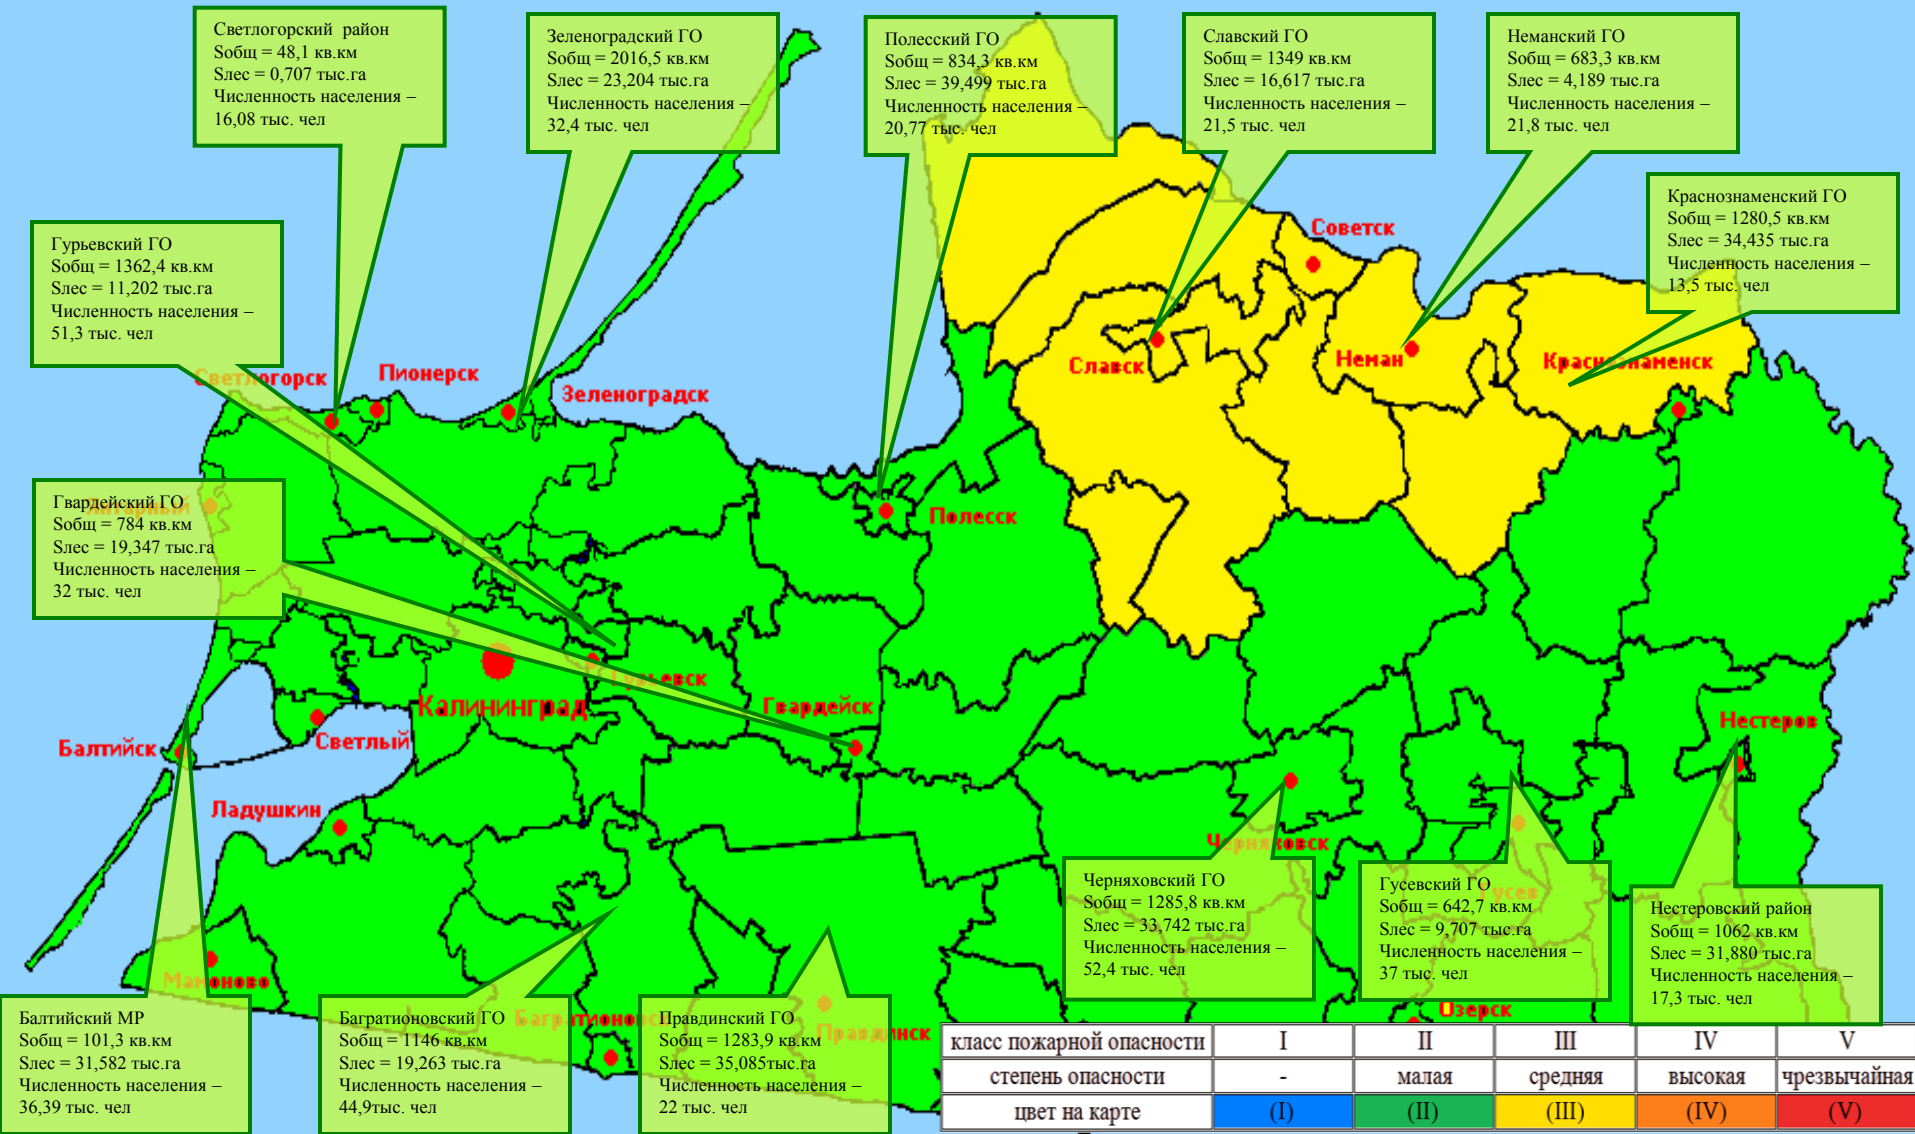 Светлогорский район
Sобщ = 48,1 кв.км
Sлес = 0,707 тыс.га
Численность населения –
16,08 тыс. чел
Зеленоградский ГО
Sобщ = 2016,5 кв.км
Sлес = 23,204 тыс.га
Численность населения –
32,4 тыс. чел
Полесский ГО
Sобщ = 834,3 кв.км
Sлес = 39,499 тыс.га
Численность населения –
20,77 тыс. чел
Славский ГО
Sобщ = 1349 кв.км
Sлес = 16,617 тыс.га
Численность населения –
21,5 тыс. чел
Неманский ГО
Sобщ = 683,3 кв.км
Sлес = 4,189 тыс.га
Численность населения –
21,8 тыс. чел
Краснознаменский ГО
Sобщ = 1280,5 кв.км
Sлес = 34,435 тыс.га
Численность населения –
13,5 тыс. чел
Гурьевский ГО
Sобщ = 1362,4 кв.км
Sлес = 11,202 тыс.га
Численность населения –
51,3 тыс. чел
Советск
Светлогорск
Пионерск
Зеленоградск
Славск
Неман
Краснознаменск
Гвардейский ГО
Sобщ = 784 кв.км
Sлес = 19,347 тыс.га
Численность населения –
32 тыс. чел
Янтарный
Полесск
Гурьевск
Калининград
Гвардейск
Нестеров
Балтийск
Светлый
Ладушкин
Черняховск
Гусев
Черняховский ГО
Sобщ = 1285,8 кв.км
Sлес = 33,742 тыс.га
Численность населения –
52,4 тыс. чел
Гусевский ГО
Sобщ = 642,7 кв.км
Sлес = 9,707 тыс.га
Численность населения –
37 тыс. чел
Нестеровский район
Sобщ = 1062 кв.км
Sлес = 31,880 тыс.га
Численность населения –
17,3 тыс. чел
Мамоново
Багратионовск
Правдинск
Озерск
Балтийский МР
Sобщ = 101,3 кв.км
Sлес = 31,582 тыс.га
Численность населения –
36,39 тыс. чел
Багратионовский ГО
Sобщ = 1146 кв.км
Sлес = 19,263 тыс.га
Численность населения –
44,9тыс. чел
Правдинский ГО
Sобщ = 1283,9 кв.км
Sлес = 35,085тыс.га
Численность населения –
22 тыс. чел
класс пожарной опасности I II III IV V
степень опасности - малая средняя высокая чрезвычайная
цвет на карте (I) (II) (III) (IV) (V)